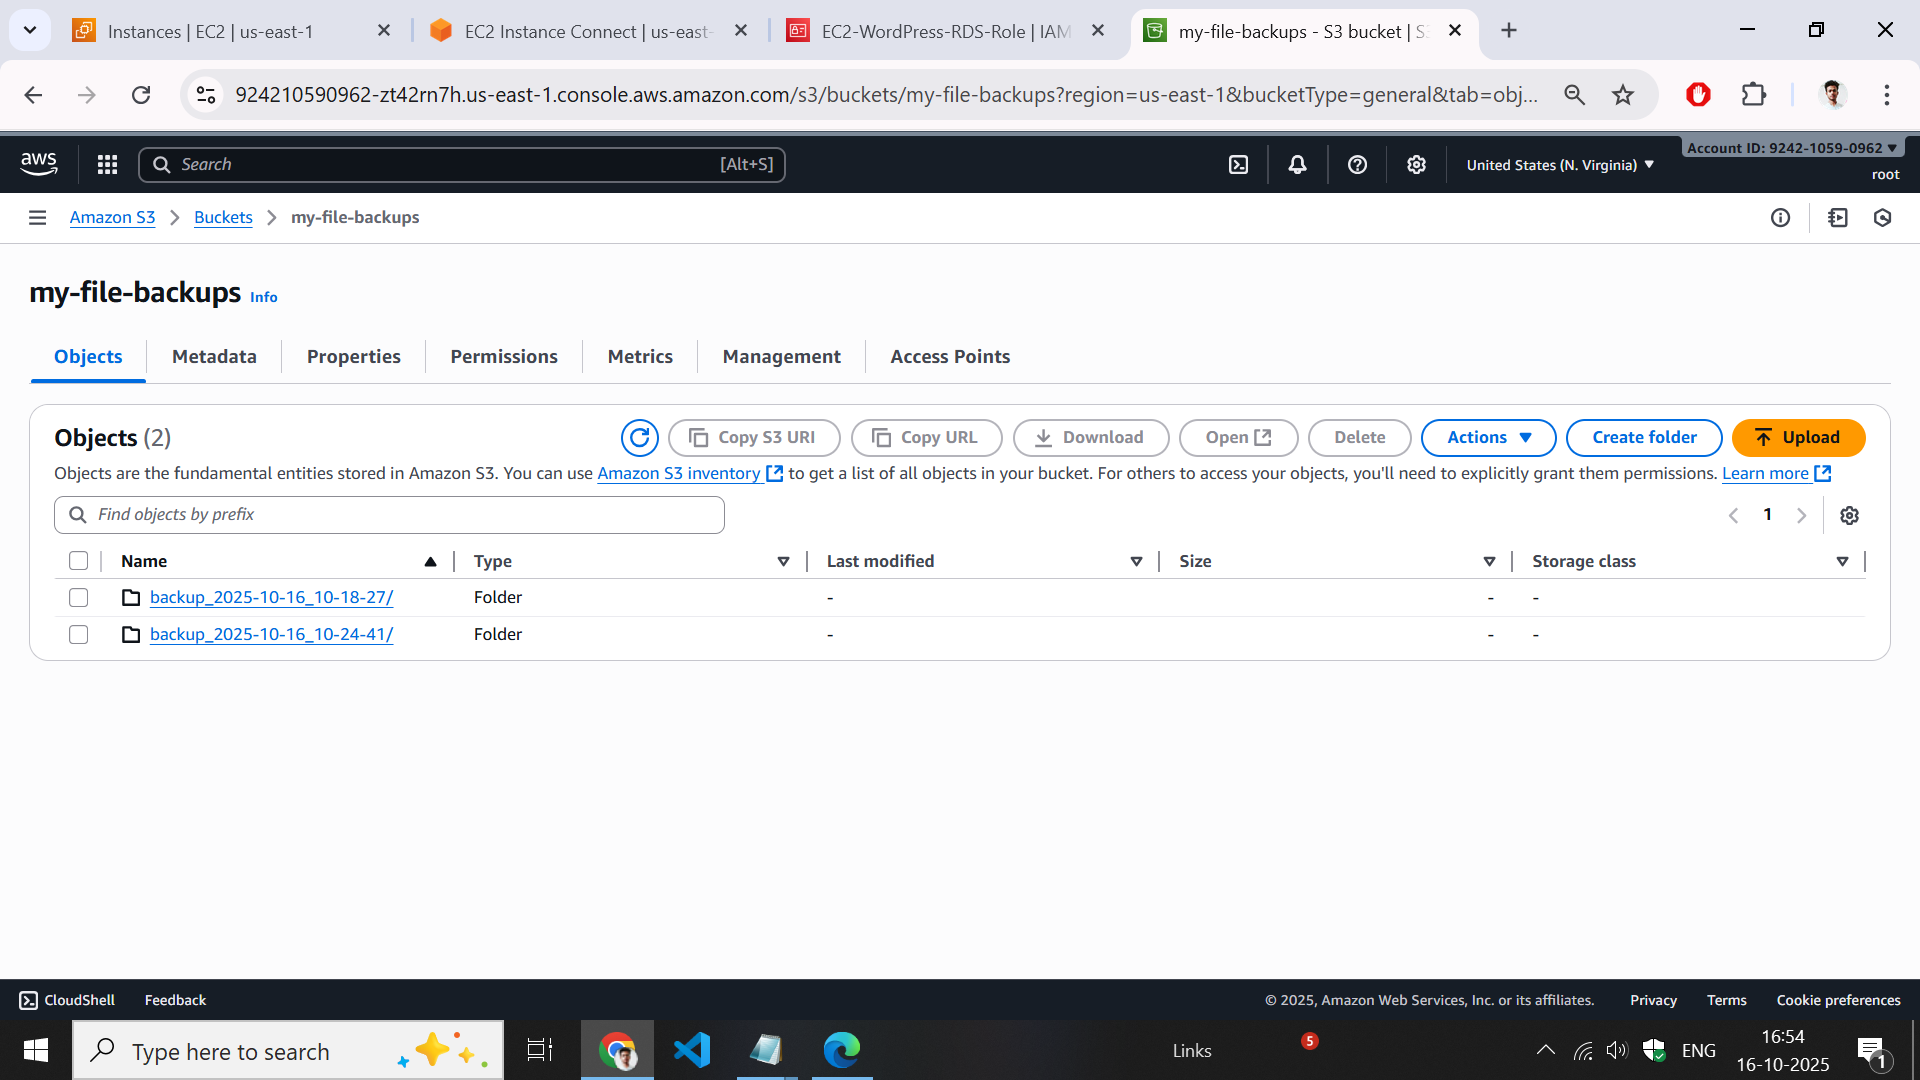 Instances | EC2 | us-east-1
EC2 Instance Connect | us-east-
EC2-WordPress-RDS-Role | IAM
my-file-backups - S3 bucket | S3
924210590962-zt42rn7h.us-east-1.console.aws.amazon.com/s3/buckets/my-file-backups?region=us-east-1&bucketType=general&tab=obj...
aws
Search
[Alt+S]
United States (N. Virginia)
Account ID: 9242-1059-0962
root
Amazon S3
Buckets
my-file-backups
my-file-backups Info
Objects
Metadata
Properties
Permissions
Metrics
Management
Access Points
Objects (2)
Copy S3 URI
Copy URL
Download
Open
Delete
Actions
Create folder
Upload
Objects are the fundamental entities stored in Amazon S3. You can use Amazon S3 inventory to get a list of all objects in your bucket. For others to access your objects, you'll need to explicitly grant them permissions. Learn more
Find objects by prefix
1
Name
Type
Last modified
Size
Storage class
backup_2025-10-16_10-18-27/
Folder
-
-
-
backup_2025-10-16_10-24-41/
Folder
-
-
-
CloudShell
Feedback
© 2025, Amazon Web Services, Inc. or its affiliates.
Privacy
Terms
Cookie preferences
Type here to search
Links
5
ENG
16:54
16-10-2025
1